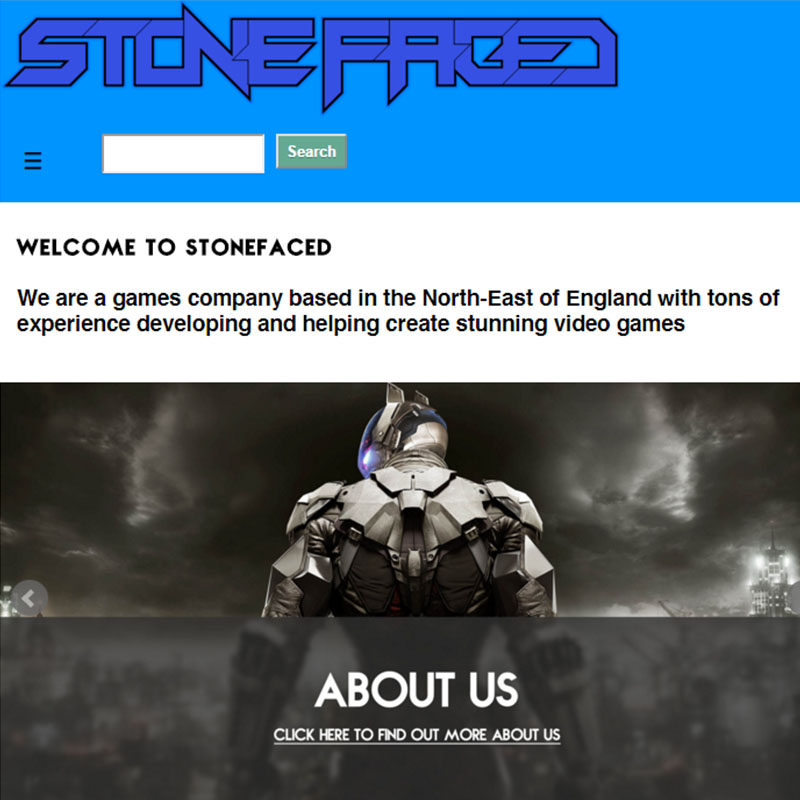 STONEFACED
Search
WELCOME TO STONEFACED
We are a games company based in the North-East of England with tons of
experience developing and helping create stunning video games
ABOUT US
CLICK HERE TO FIND OUT MORE ABOUT US